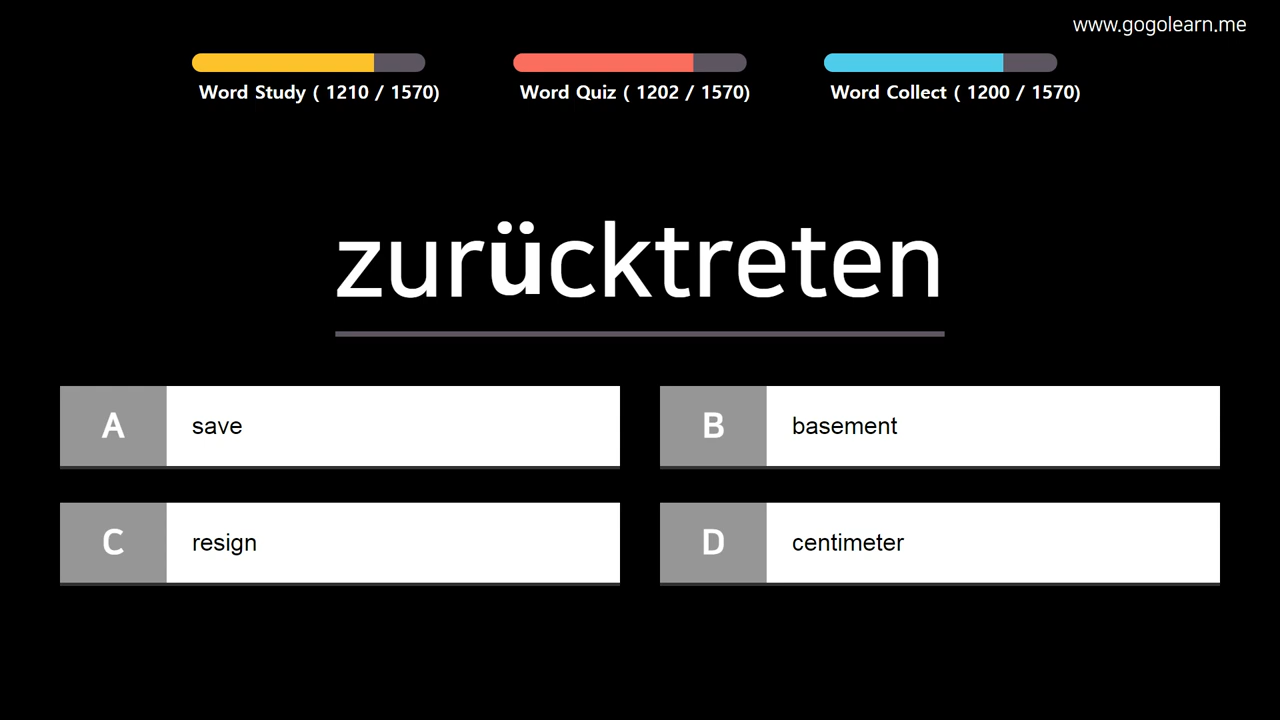 www.gogolearn.me
Word Study ( 1210 / 1570)
Word Quiz ( 1202 / 1570)
Word Collect ( 1200 / 1570)
zurücktreten
A save
B basement
C resign
D centimeter